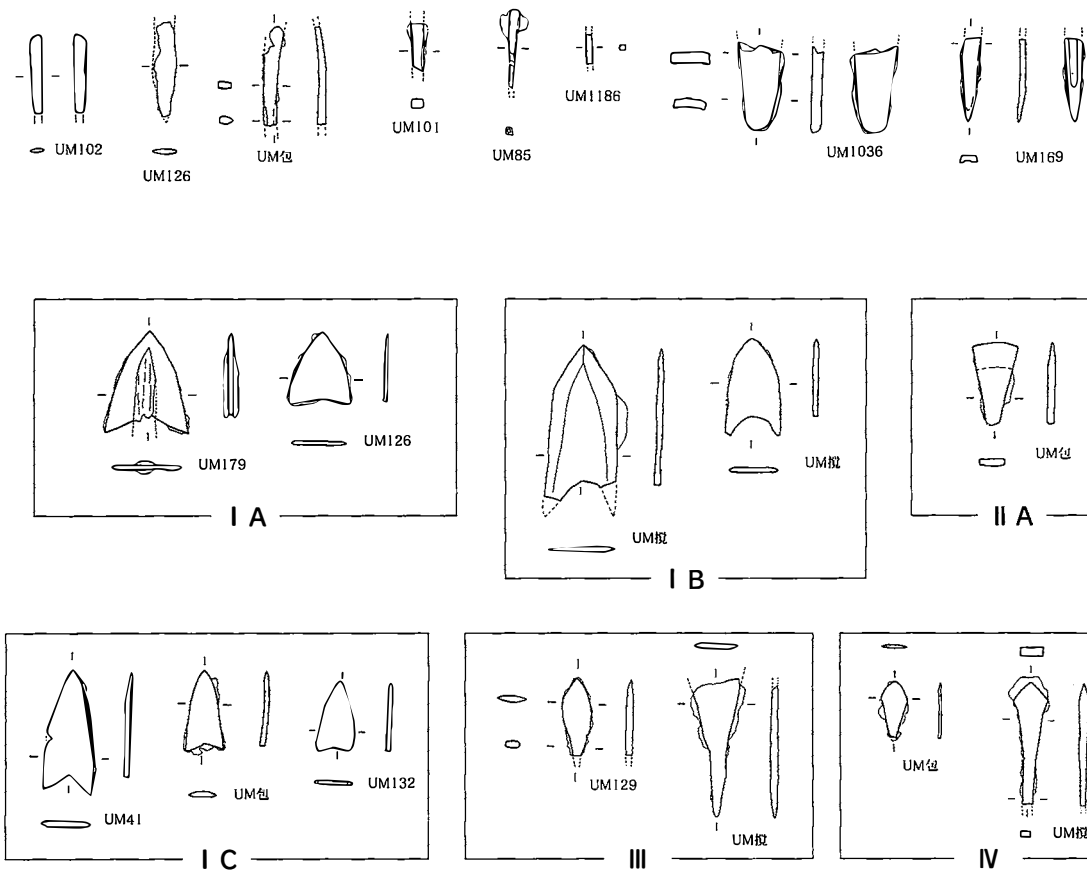 UM102
UM126
UM包
UM101
UM85
UM1186
UM1036
UM169
UM179
UM126
I A
UM撹
UM撹
I B
UM包
II A
UM41
UM包
UM132
I C
UM129
UM撹
III
UM包
UM撹
IV